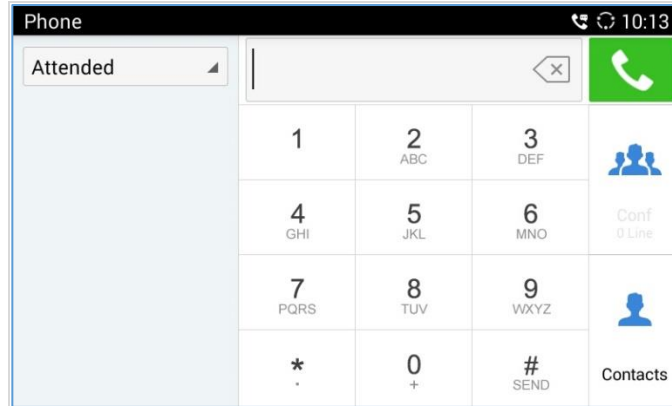 Phone 10:13
Attended
1 2 3
ABC DEF
Conf
0 Line
4 5 6
GHI JKL MNO
7 8 9
PQRS TUV WXYZ
Contacts
* 0 #
. + SEND